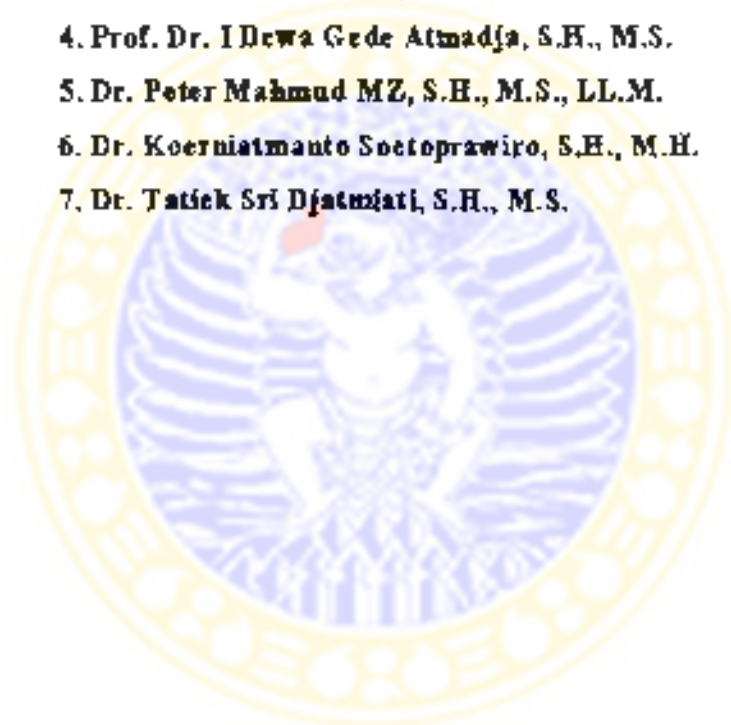 4. Prof. Dr. I Dewa Gede Atmadja, S.H., M.S.
5. Dr. Peter Mahmud MZ, S.H., M.S., LL.M.
6. Dr. Koerniatmanto Soetoprawiro, S.H., M.H.
7. Dr. Tatiek Sri Djatmiati, S.H., M.S.